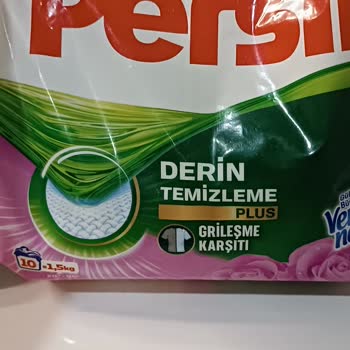 Persil
DERİN
TEMİZLEME
PLUS
GRİLEŞME
KARŞITI
10=1,5kg